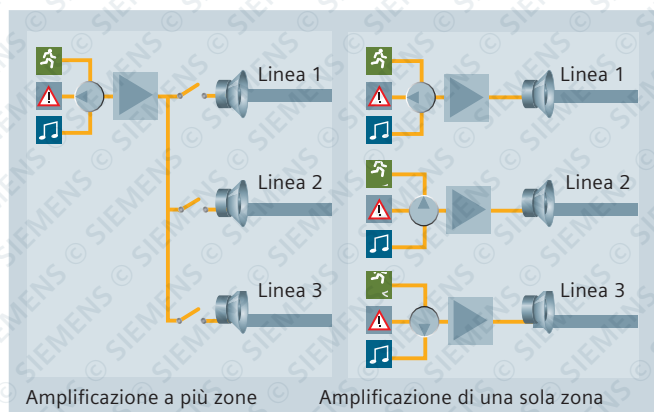 Linea 1
Linea 2
Linea 3
Amplificazione a più zone
Linea 1
Linea 2
Linea 3
Amplificazione di una sola zona
SIEMENS ©